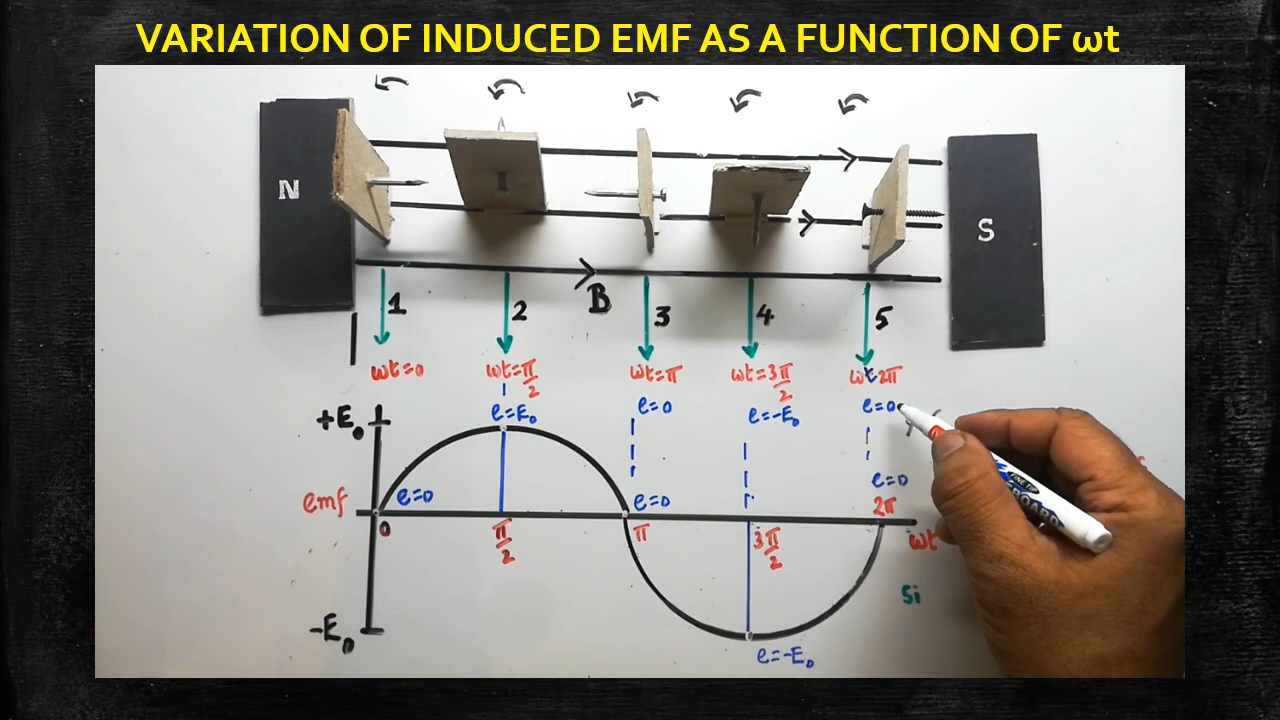 VARIATION OF INDUCED EMF AS A FUNCTION OF ωt
N
S
B
1 2 3 4 5
ωt=0 ωt=π/2 ωt=π ωt=3π/2 ωt=2π
e=E₀ e=0 e=-E₀ e=0
+E₀
emf e=0 e=0 e=0
0 π/2 π 3π/2 2π
ωt
Si
-E₀
e=-E₀